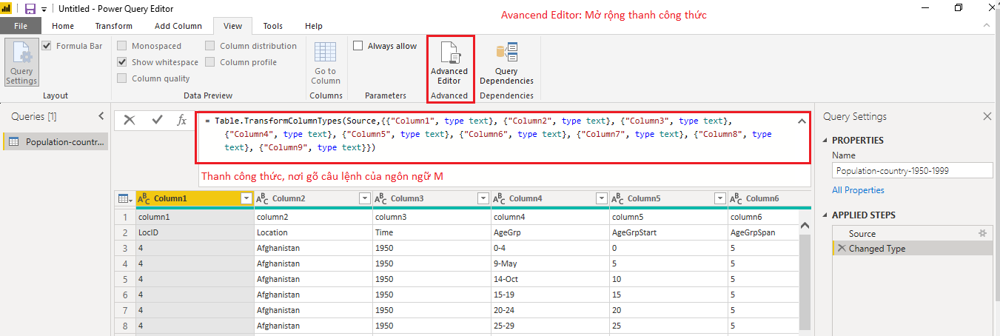 Untitled - Power Query Editor
Avancend Editor: Mở rộng thanh công thức
File Home Transform Add Column View Tools Help
Query Settings
Formula Bar
Layout
Monospaced
Show whitespace
Column quality
Column distribution
Column profile
Data Preview
Go to Column
Columns
Always allow
Parameters
Advanced Editor
Advanced
Query Dependencies
Dependencies
Queries [1]
Population-countr...
fx
= Table.TransformColumnTypes(Source,{{"Column1", type text}, {"Column2", type text}, {"Column3", type text},
{"Column4", type text}, {"Column5", type text}, {"Column6", type text}, {"Column7", type text}, {"Column8", type
text}, {"Column9", type text}})
Thanh công thức, nơi gõ câu lệnh của ngôn ngữ M
ABC Column1 ABC Column2 ABC Column3 ABC Column4 ABC Column5 ABC Column6
1 column1 column2 column3 column4 column5 column6
2 LocID Location Time AgeGrp AgeGrpStart AgeGrpSpan
3 4 Afghanistan 1950 0-4 0 5
4 4 Afghanistan 1950 9-May 5 5
5 4 Afghanistan 1950 14-Oct 10 5
6 4 Afghanistan 1950 15-19 15 5
7 4 Afghanistan 1950 20-24 20 5
8 4 Afghanistan 1950 25-29 25 5
Query Settings
PROPERTIES
Name
Population-country-1950-1999
All Properties
APPLIED STEPS
Source
Changed Type